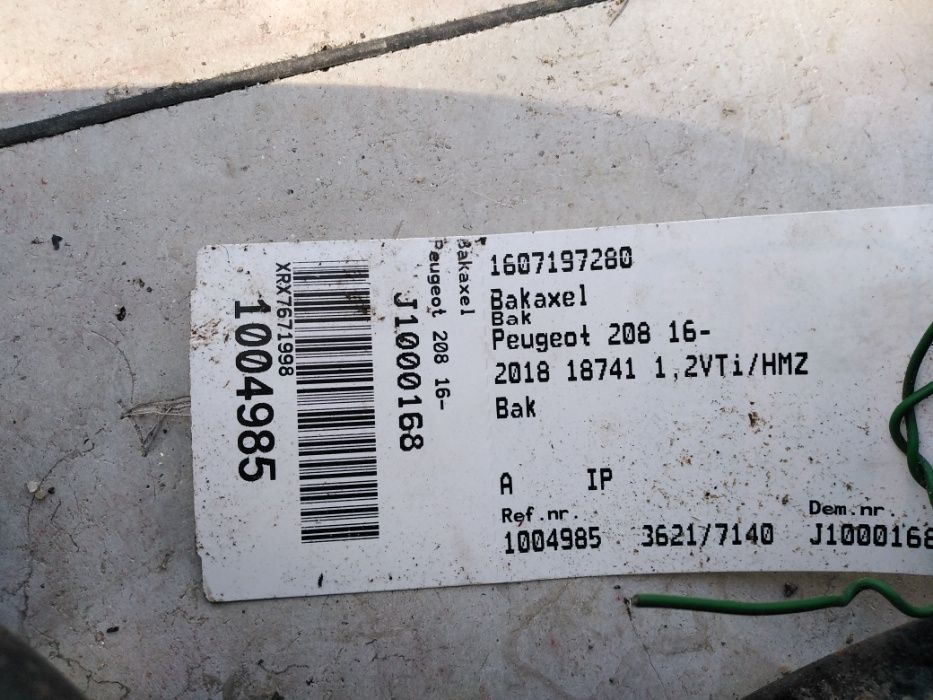 XRX7671998
1004985
J1000168
Peugeot 208 16-
Bakaxel
1607197280
Bakaxel
Bak
Peugeot 208 16-
2018 18741 1,2VTi/HMZ
Bak
A IP
Ref.nr. Dem.nr.
1004985 3621/7140 J1000168